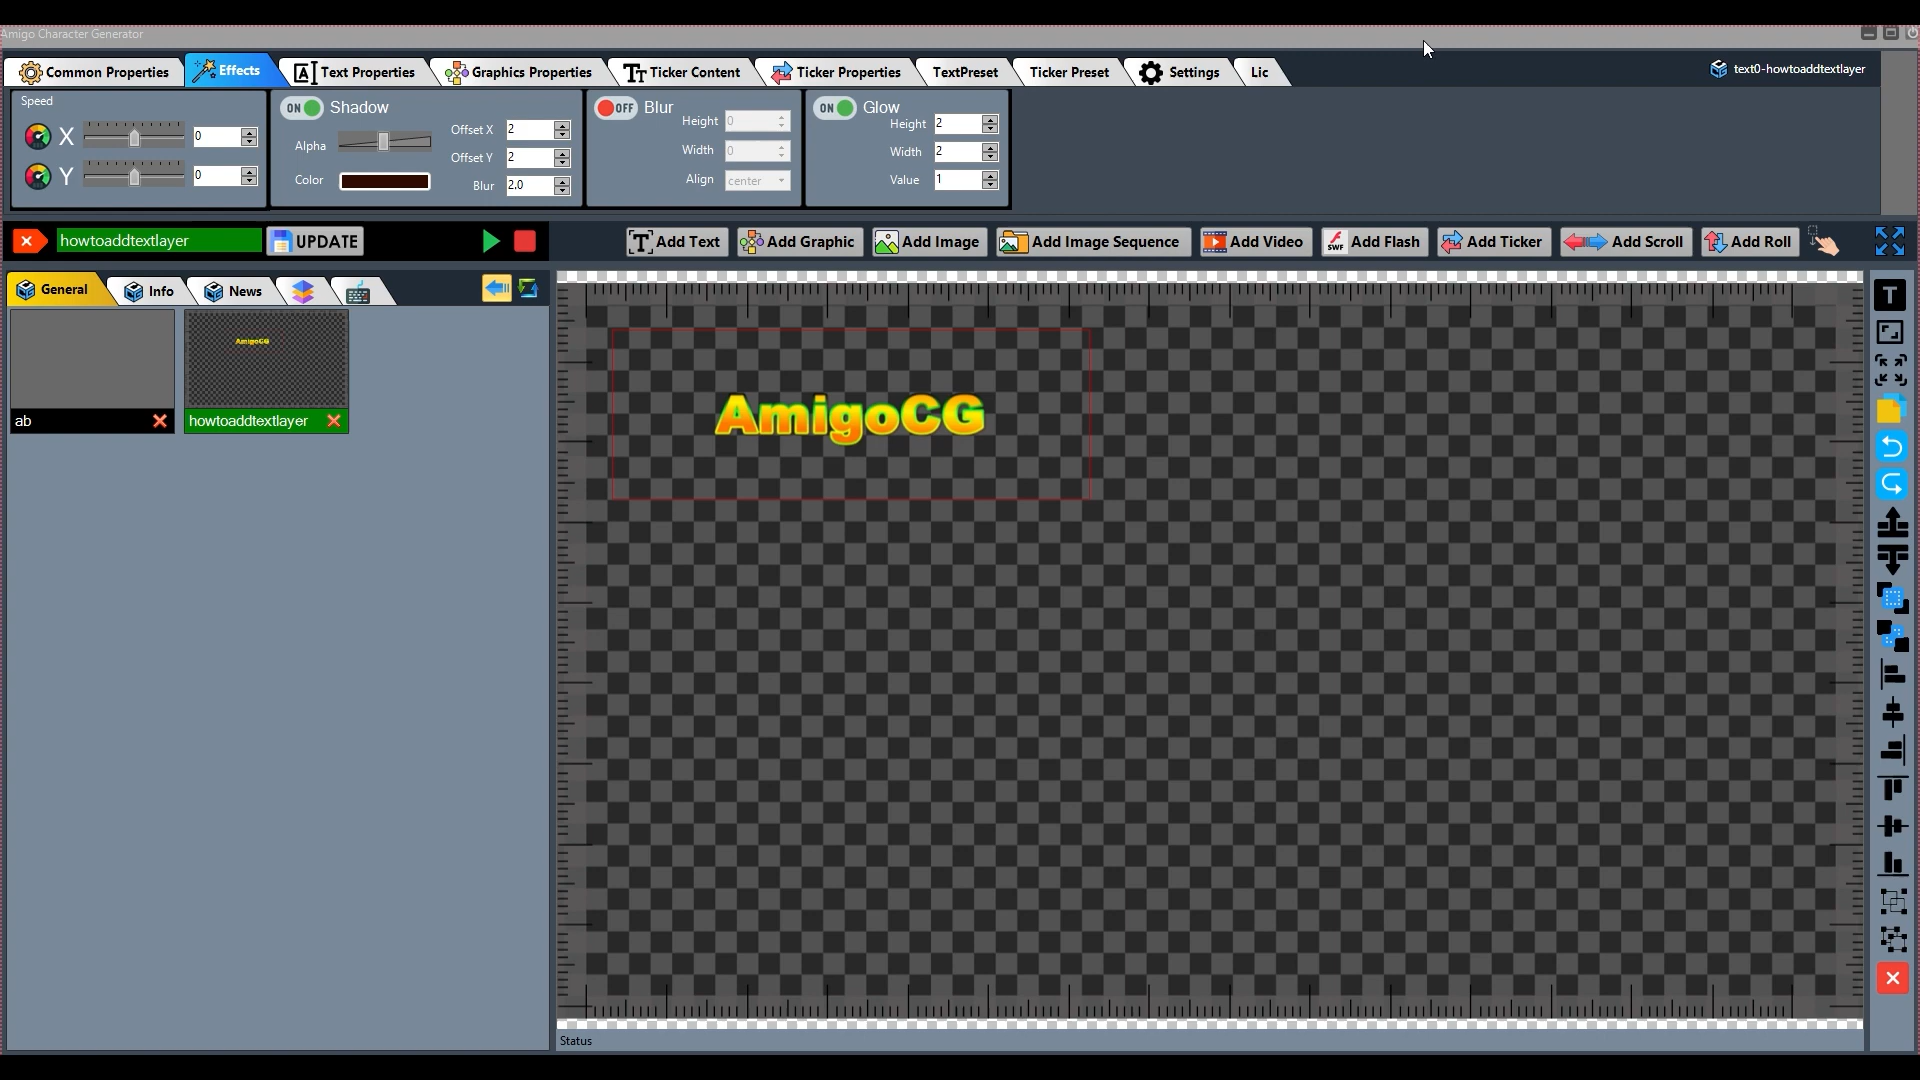 Amigo Character Generator
Common Properties Effects Text Properties Graphics Properties Ticker Content Ticker Properties TextPreset Ticker Preset Settings Lic text0-howtoaddtextlayer
Speed
X 0
Y 0
ON Shadow
Alpha
Color
Offset X 2
Offset Y 2
Blur 2.0
OFF Blur
Height 0
Width 0
Align center
ON Glow
Height 2
Width 2
Value 1
howtoaddtextlayer UPDATE
Add Text Add Graphic Add Image Add Image Sequence Add Video SWF Add Flash Add Ticker Add Scroll Add Roll
General Info News
AmigoCG
ab howtoaddtextlayer
AmigoCG
T
Status